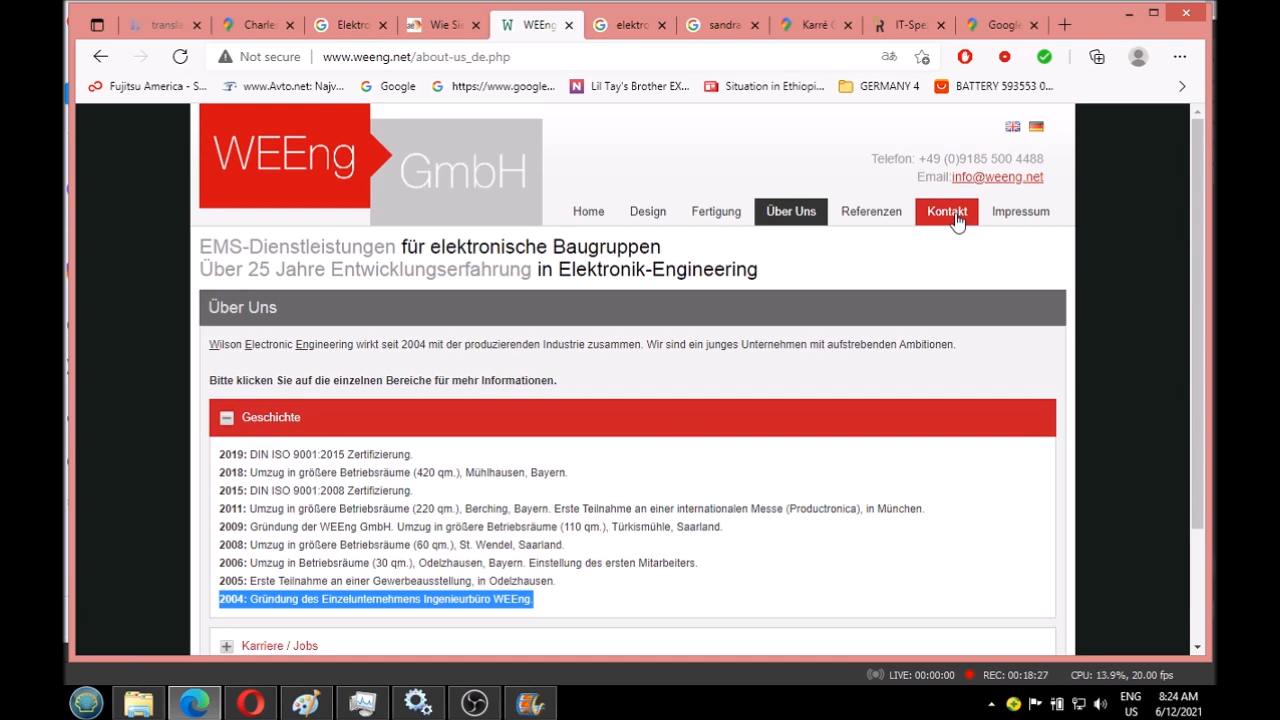 transla
Charle:
Elektro
Wie Sie
WEEng
elektro
sandra
Karré (
IT-Spez
Google
Not secure
www.weeng.net/about-us_de.php
Fujitsu America - S...
www.Avto.net: Najv...
Google
https://www.google...
Lil Tay's Brother EX...
Situation in Ethiopi...
GERMANY 4
BATTERY 593553 0...
WEEng
GmbH
Telefon: +49 (0)9185 500 4488
Email:info@weeng.net
Home
Design
Fertigung
Über Uns
Referenzen
Kontakt
Impressum
EMS-Dienstleistungen für elektronische Baugruppen
Über 25 Jahre Entwicklungserfahrung in Elektronik-Engineering
Über Uns
Wilson Electronic Engineering wirkt seit 2004 mit der produzierenden Industrie zusammen. Wir sind ein junges Unternehmen mit aufstrebenden Ambitionen.
Bitte klicken Sie auf die einzelnen Bereiche für mehr Informationen.
Geschichte
2019: DIN ISO 9001:2015 Zertifizierung.
2018: Umzug in größere Betriebsräume (420 qm.), Mühlhausen, Bayern.
2015: DIN ISO 9001:2008 Zertifizierung.
2011: Umzug in größere Betriebsräume (220 qm.), Berching, Bayern. Erste Teilnahme an einer internationalen Messe (Productronica), in München.
2009: Gründung der WEEng GmbH. Umzug in größere Betriebsräume (110 qm.), Türkismühle, Saarland.
2008: Umzug in größere Betriebsräume (60 qm.), St. Wendel, Saarland.
2006: Umzug in Betriebsräume (30 qm.), Odelzhausen, Bayern. Einstellung des ersten Mitarbeiters.
2005: Erste Teilnahme an einer Gewerbeausstellung, in Odelzhausen.
2004: Gründung des Einzelunternehmens Ingenieurbüro WEEng.
Karriere / Jobs
LIVE: 00:00:00
REC: 00:18:27
CPU: 13.9%, 20.00 fps
ENG
US
8:24 AM
6/12/2021